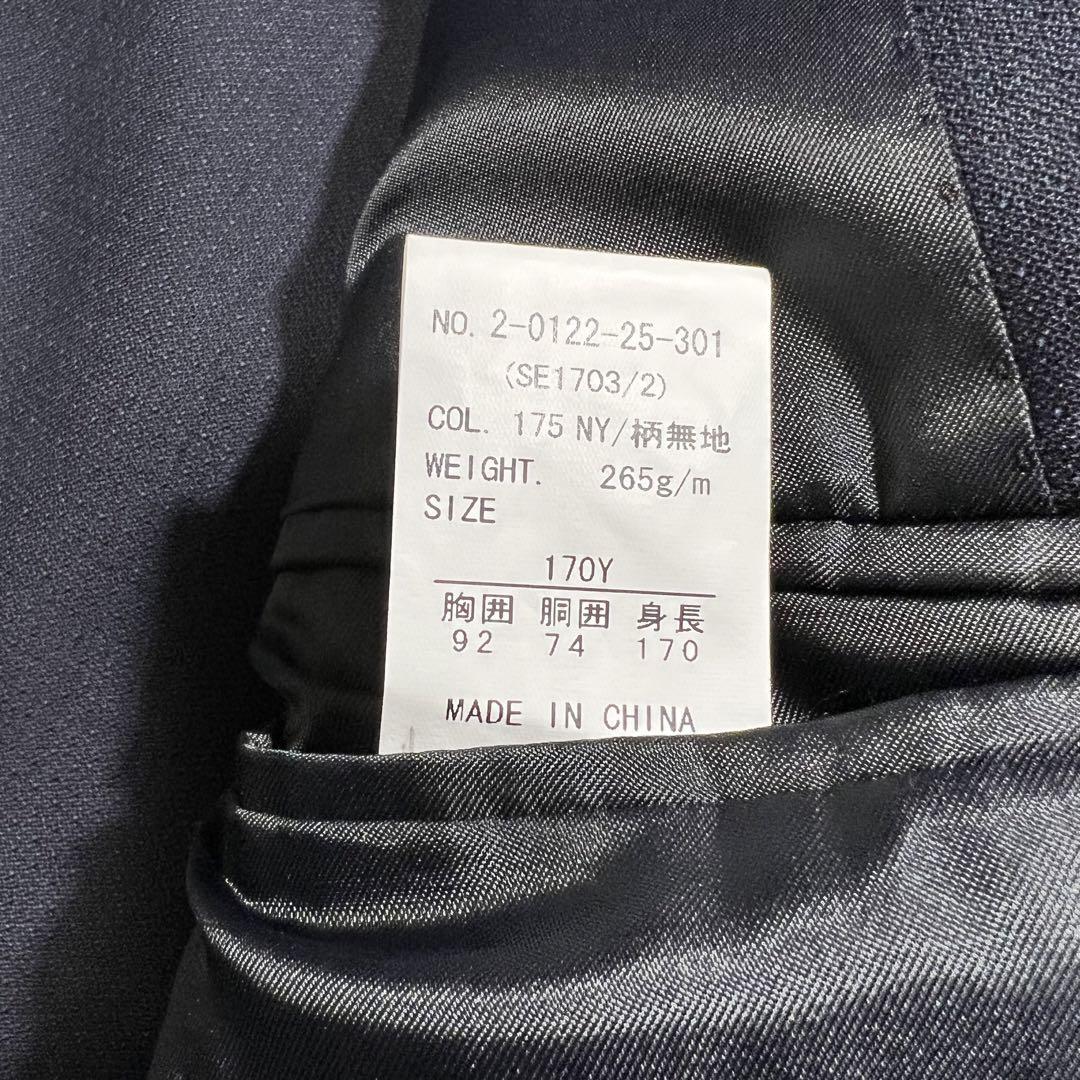 NO. 2-0122-25-301
(SE1703/2)
COL. 175 NY/柄無地
WEIGHT. 265g/m
SIZE
170Y
胸囲 胴囲 身長
92 74 170
MADE IN CHINA